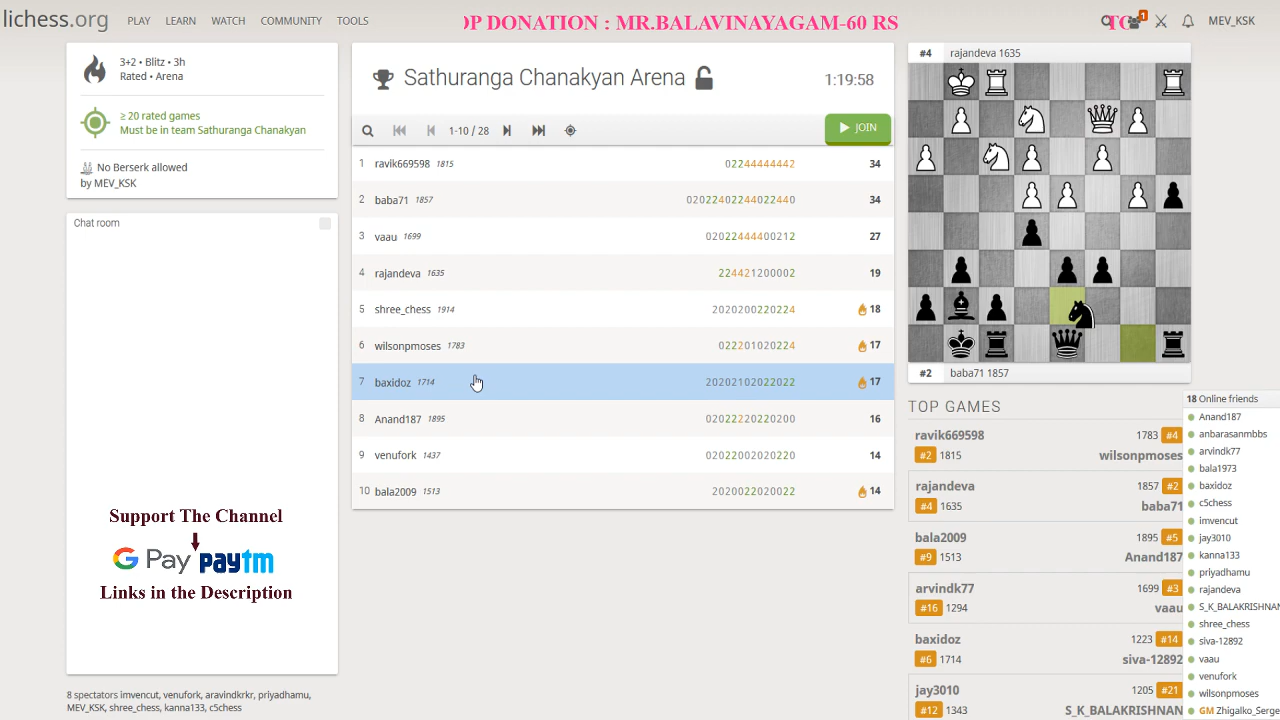 lichess.org PLAY LEARN WATCH COMMUNITY TOOLS
OP DONATION : MR.BALAVINAYAGAM-60 RS
1 MEV_KSK
3+2 • Blitz • 3h
Rated • Arena
≥ 20 rated games
Must be in team Sathuranga Chanakyan
No Berserk allowed
by MEV_KSK
Chat room
Support The Channel
G Pay paytm
Links in the Description
8 spectators imvencut, venufork, aravindkrkr, priyadhamu,
MEV_KSK, shree_chess, kanna133, c5chess
Sathuranga Chanakyan Arena 1:19:58
1-10 / 28 JOIN
1 ravik669598 1815 02244444442 34
2 baba71 1857 02022402244022440 34
3 vaau 1699 02022444400212 27
4 rajandeva 1635 224421200002 19
5 shree_chess 1914 2020200220224 18
6 wilsonpmoses 1783 022201020224 17
7 baxidoz 1714 20202102022022 17
8 Anand187 1895 02022220220200 16
9 venufork 1437 02022002020220 14
10 bala2009 1513 2020022020022 14
#4 rajandeva 1635
#2 baba71 1857
TOP GAMES
ravik669598 1783 #4
#2 1815 wilsonpmoses
rajandeva 1857 #2
#4 1635 baba71
bala2009 1895 #5
#9 1513 Anand187
arvindk77 1699 #3
#16 1294 vaau
baxidoz 1223 #14
#6 1714 siva-12892
jay3010 1205 #21
#12 1343 S_K_BALAKRISHNAN
18 Online friends
Anand187
anbarasanmbbs
arvindk77
bala1973
baxidoz
c5chess
imvencut
jay3010
kanna133
priyadhamu
rajandeva
S_K_BALAKRISHNAN
shree_chess
siva-12892
vaau
venufork
wilsonpmoses
GM Zhigalko_Serge